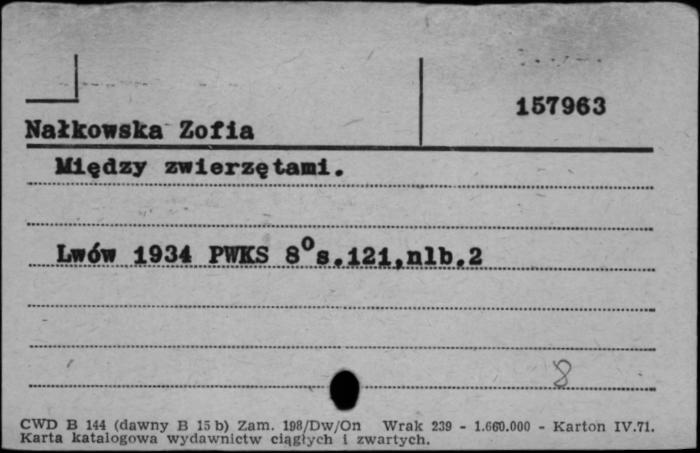 157963
Nałkowska Zofia
Między zwierzętami.
Lwów 1934 PWKS 8° s.121,nlb.2
8
CWD B 144 (dawny B 15 b) Zam. 198/Dw/On Wrak 239 - 1.660.000 - Karton IV.71.
Karta katalogowa wydawnictw ciągłych i zwartych.